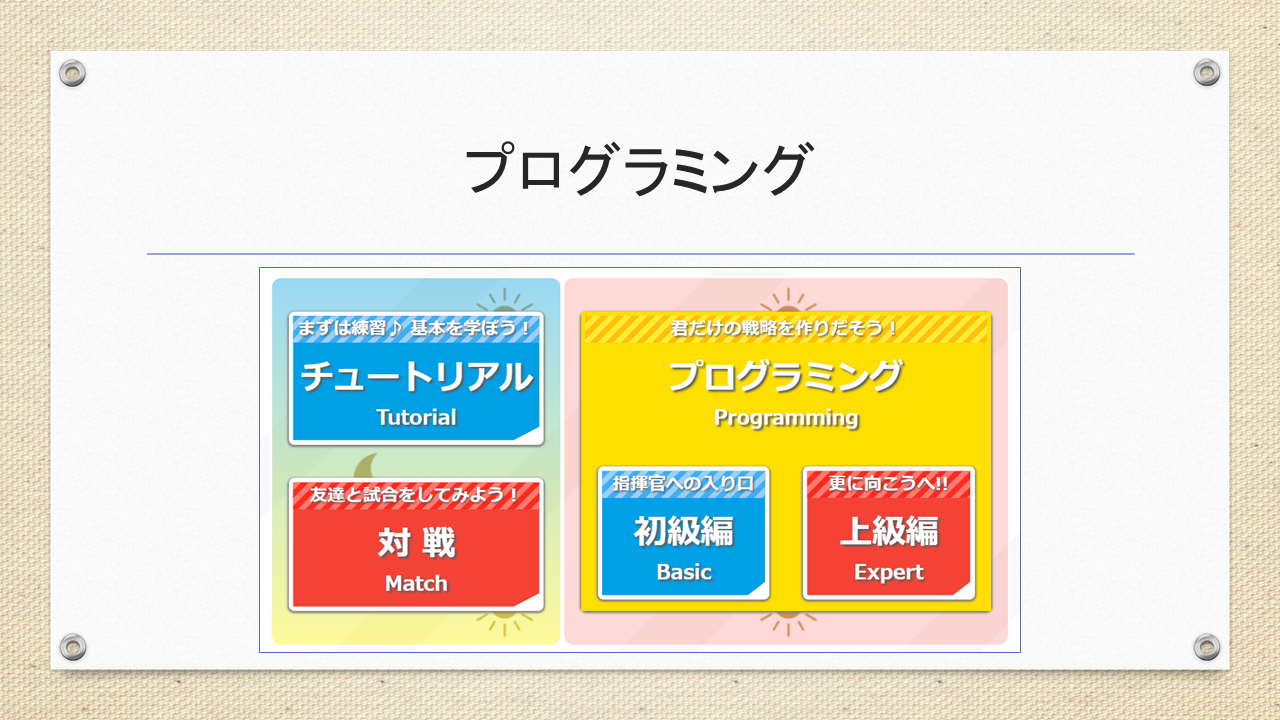 プログラミング
まずは練習♪ 基本を学ぼう！
チュートリアル
Tutorial
友達と試合をしてみよう！
対 戦
Match
君だけの戦略を作りだそう！
プログラミング
Programming
指揮官への入り口
初級編
Basic
更に向こうへ!!
上級編
Expert